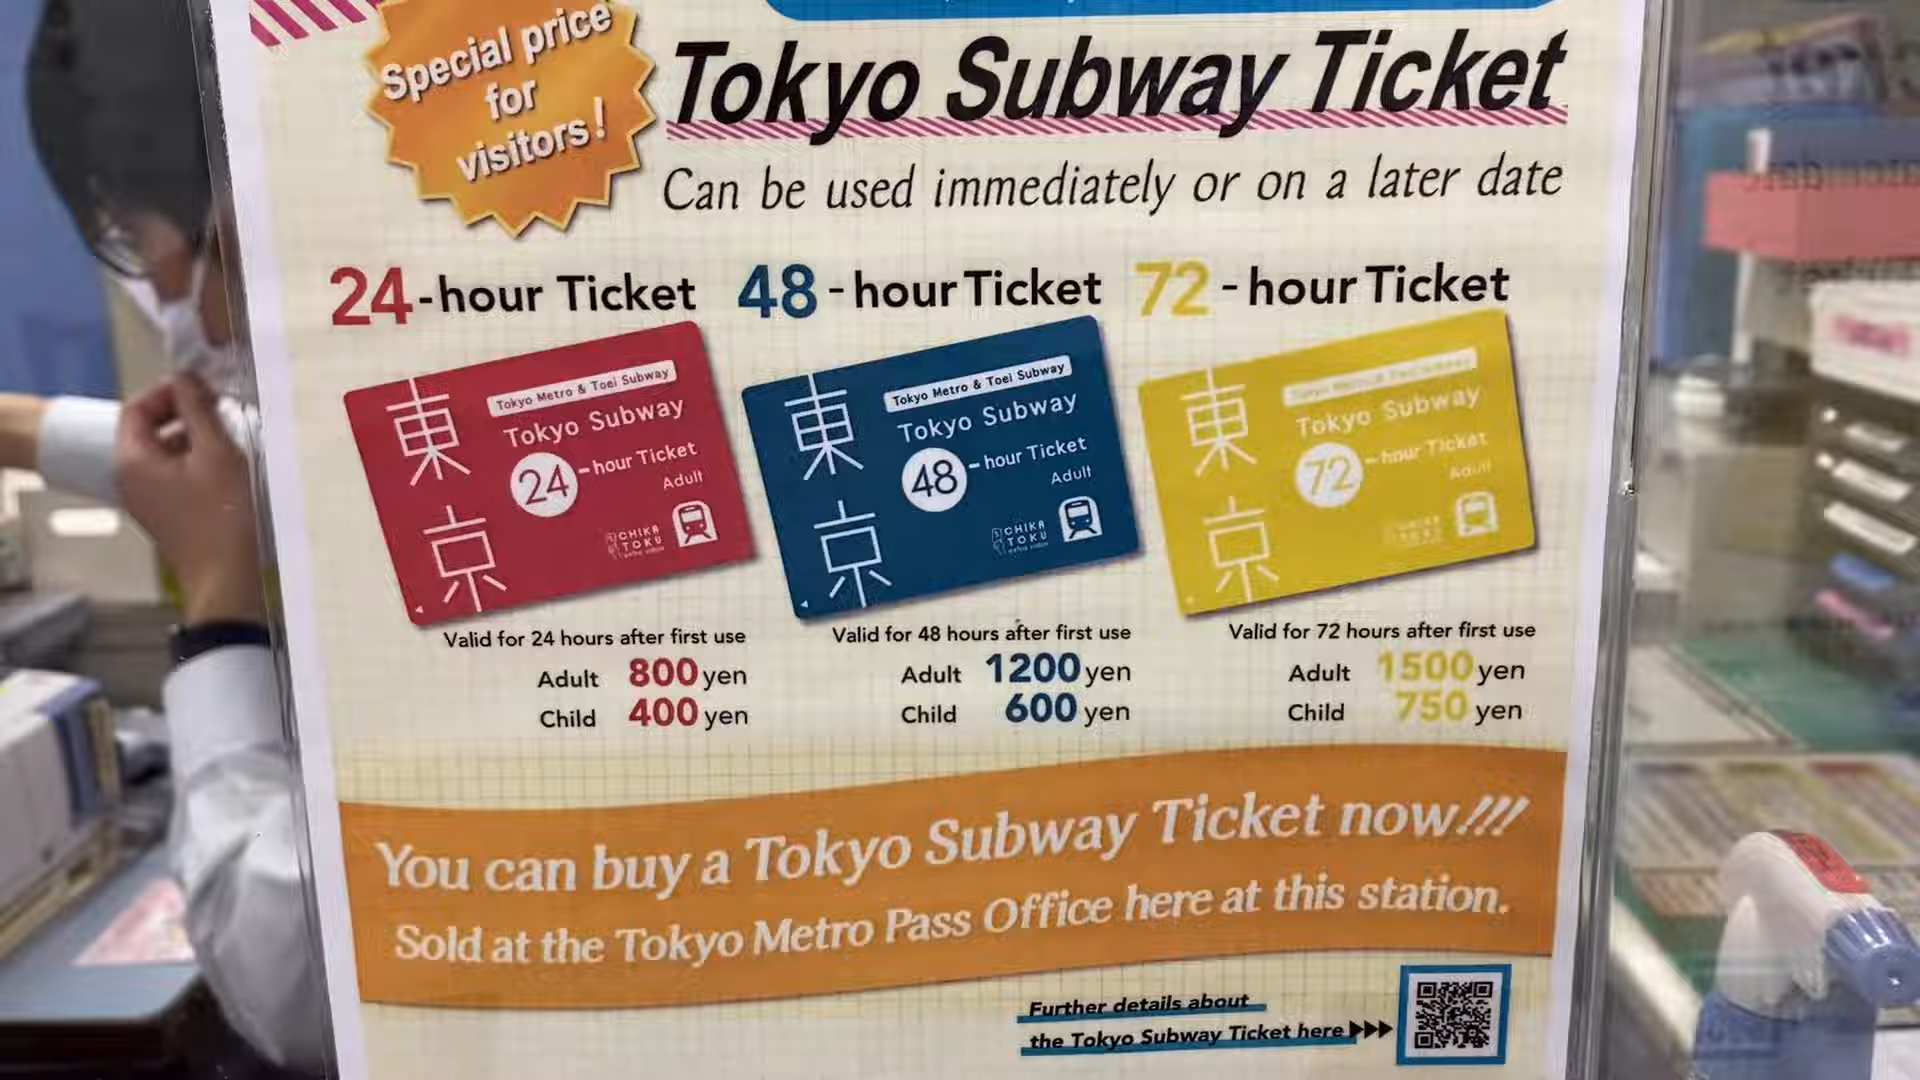 Special price
for
visitors!
Tokyo Subway Ticket
Can be used immediately or on a later date
24-hour Ticket
48-hour Ticket
72-hour Ticket
東京
Tokyo Metro & Toei Subway
Tokyo Subway
24-hour Ticket
Adult
CHIKA
TOKU
東京
Tokyo Metro & Toei Subway
Tokyo Subway
48-hour Ticket
Adult
CHIKA
TOKU
東京
Tokyo Subway
72-hour Ticket
Adult
Valid for 24 hours after first use
Adult 800 yen
Child 400 yen
Valid for 48 hours after first use
Adult 1200 yen
Child 600 yen
Valid for 72 hours after first use
Adult 1500 yen
Child 750 yen
You can buy a Tokyo Subway Ticket now!!!
Sold at the Tokyo Metro Pass Office here at this station.
Further details about
the Tokyo Subway Ticket here